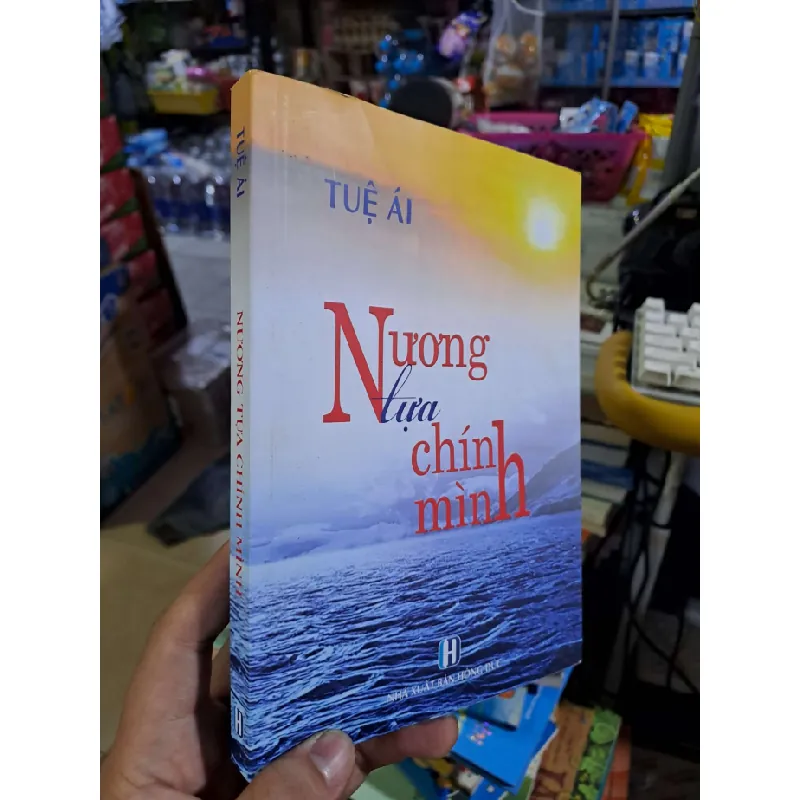 TUỆ ÁI
Nương
tựa
chính
mình
NHÀ XUẤT BẢN HỒNG ĐỨC
TUỆ ÁI
NƯƠNG TỰA CHÍNH MÌNH